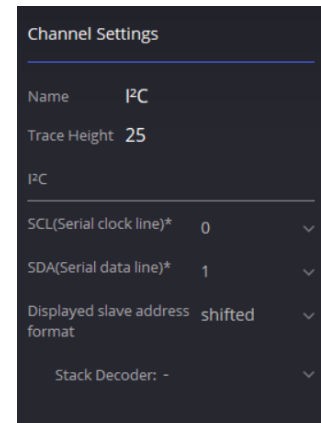 Channel Settings
Name I²C
Trace Height 25
I²C
SCL(Serial clock line)* 0
SDA(Serial data line)* 1
Displayed slave address shifted
format
Stack Decoder: -